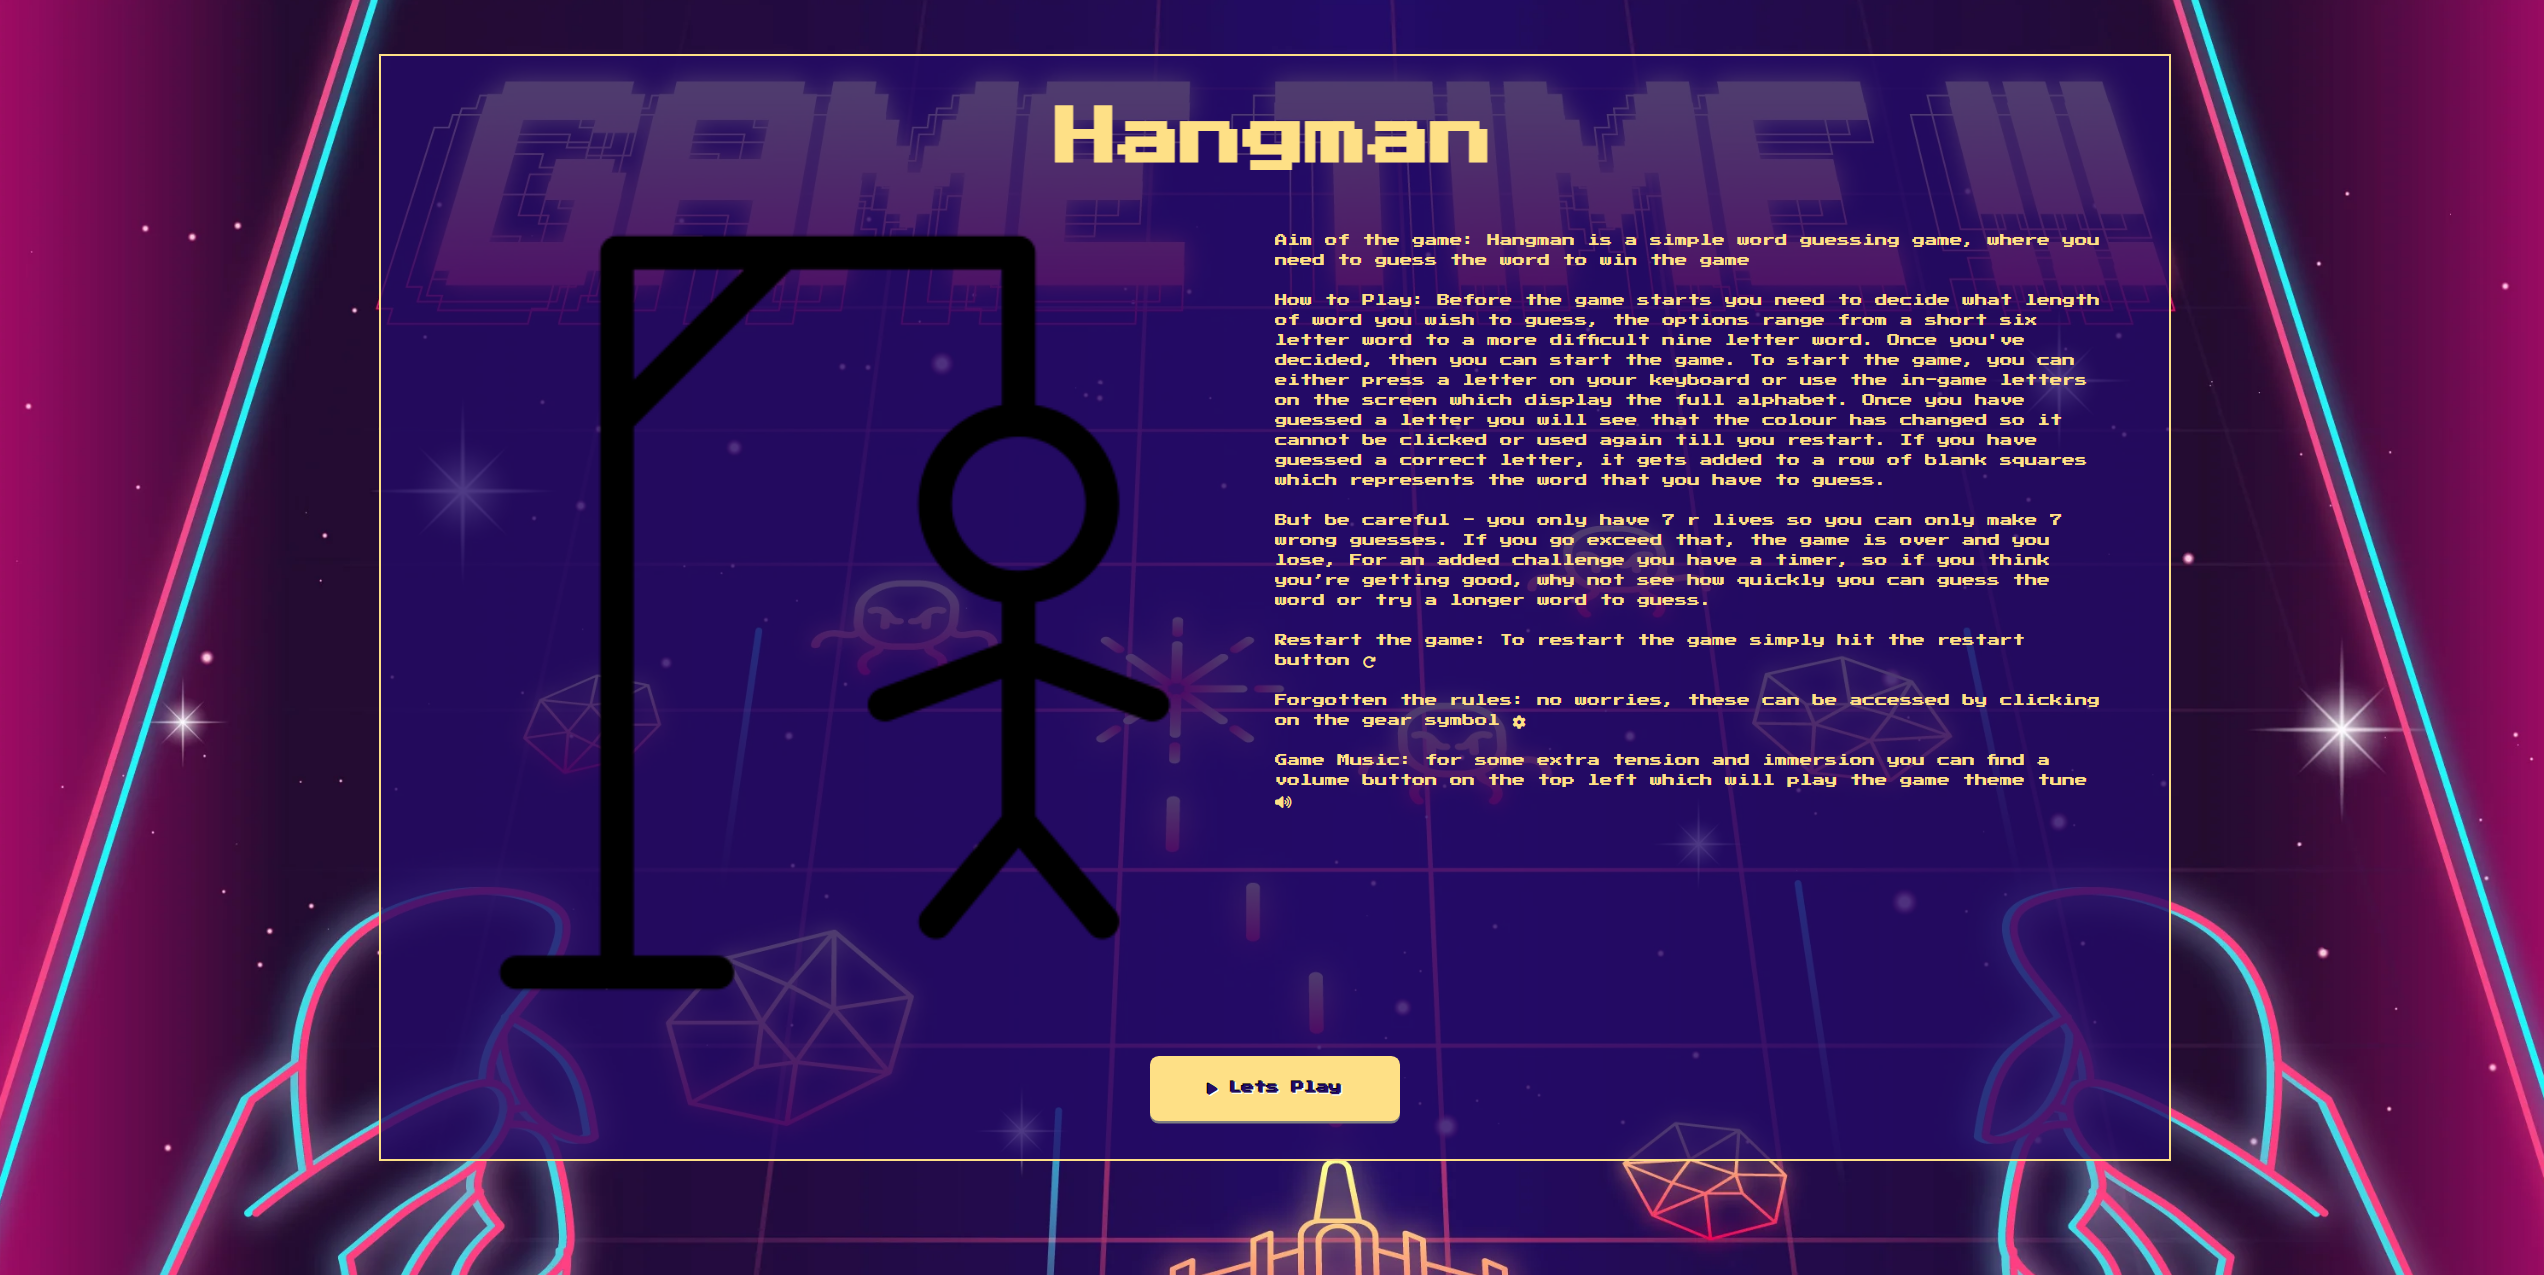 GAME TIME !!!
Hangman
Aim of the game: Hangman is a simple word guessing game, where you
need to guess the word to win the game
How to Play: Before the game starts you need to decide what length
of word you wish to guess, the options range from a short six
letter word to a more difficult nine letter word. Once you've
decided, then you can start the game. To start the game, you can
either press a letter on your keyboard or use the in-game letters
on the screen which display the full alphabet. Once you have
guessed a letter you will see that the colour has changed so it
cannot be clicked or used again till you restart. If you have
guessed a correct letter, it gets added to a row of blank squares
which represents the word that you have to guess.
But be careful - you only have 7 r lives so you can only make 7
wrong guesses. If you go exceed that, the game is over and you
lose, For an added challenge you have a timer, so if you think
you’re getting good, why not see how quickly you can guess the
word or try a longer word to guess.
Restart the game: To restart the game simply hit the restart
button
Forgotten the rules: no worries, these can be accessed by clicking
on the gear symbol
Game Music: for some extra tension and immersion you can find a
volume button on the top left which will play the game theme tune
Lets Play